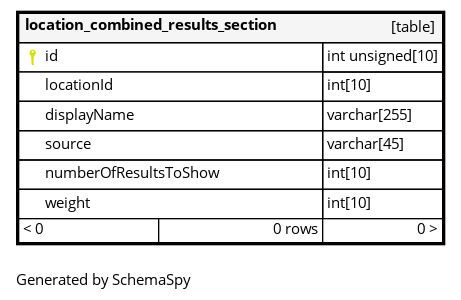 location_combined_results_section [table]
id int unsigned[10]
locationId int[10]
displayName varchar[255]
source varchar[45]
numberOfResultsToShow int[10]
weight int[10]
< 0 0 rows 0 >
Generated by SchemaSpy